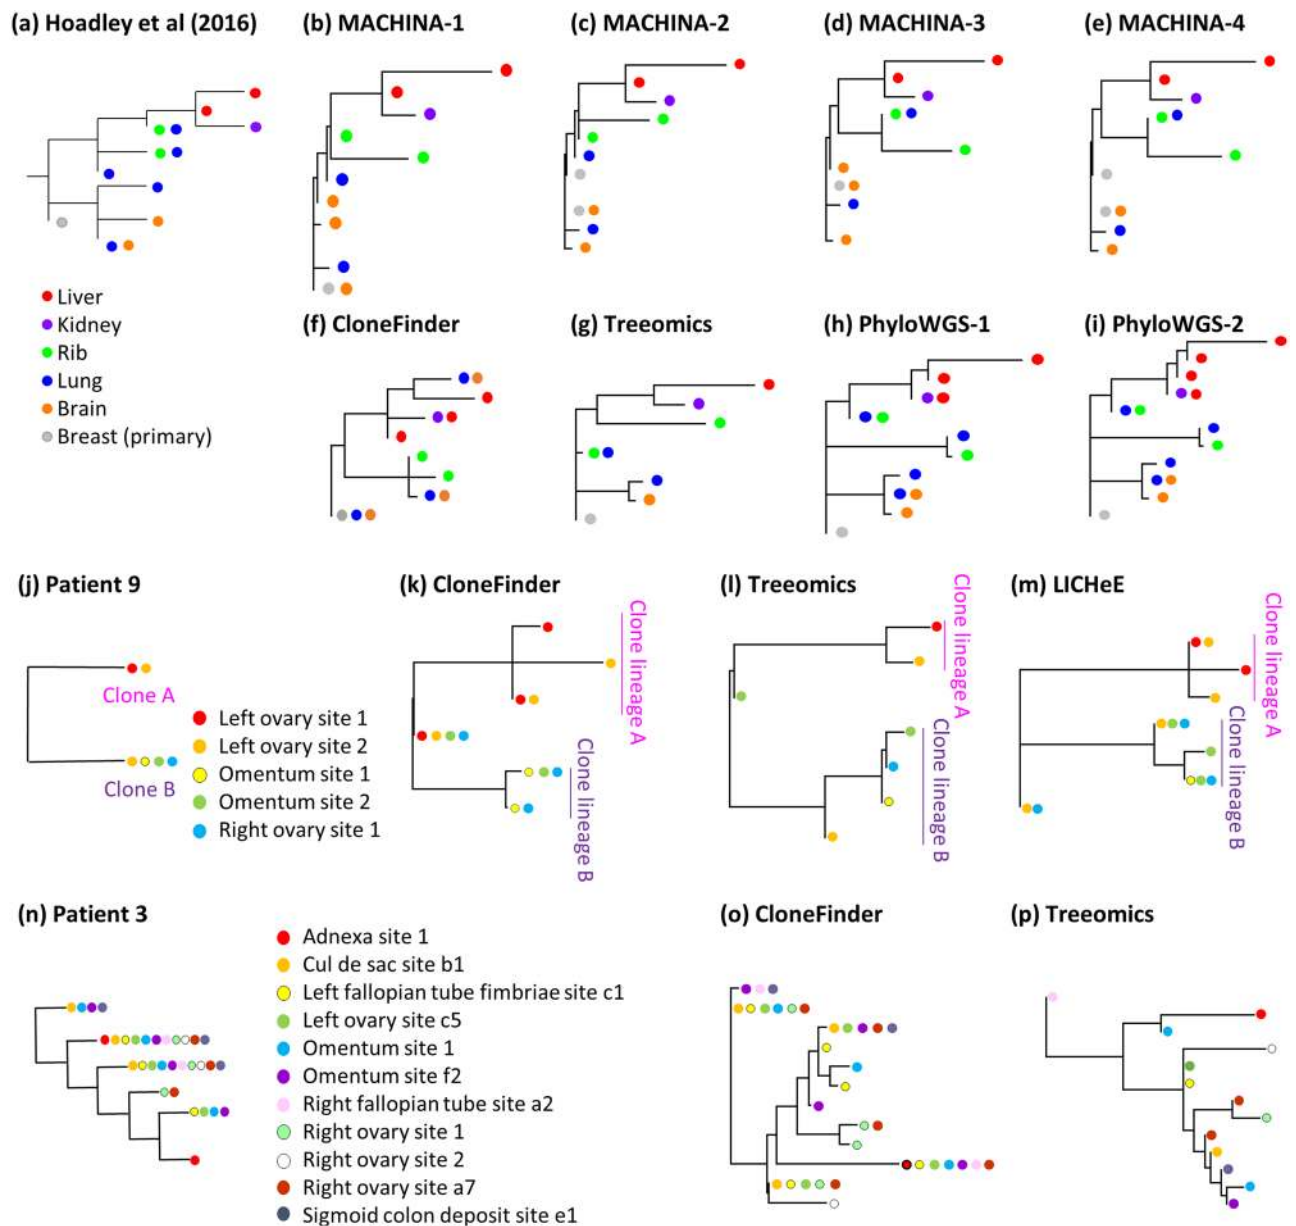 (a) Hoadley et al (2016)
(b) MACHINA-1
(c) MACHINA-2
(d) MACHINA-3
(e) MACHINA-4
Liver
Kidney
Rib
Lung
Brain
Breast (primary)
(f) CloneFinder
(g) Treeomics
(h) PhyloWGS-1
(i) PhyloWGS-2
(j) Patient 9
(k) CloneFinder
(l) Treeomics
(m) LICHeE
Clone A
Clone B
Left ovary site 1
Left ovary site 2
Omentum site 1
Omentum site 2
Right ovary site 1
Clone lineage A
Clone lineage B
Clone lineage A
Clone lineage B
Clone lineage A
Clone lineage B
(n) Patient 3
Adnexa site 1
Cul de sac site b1
Left fallopian tube fimbriae site c1
Left ovary site c5
Omentum site 1
Omentum site f2
Right fallopian tube site a2
Right ovary site 1
Right ovary site 2
Right ovary site a7
Sigmoid colon deposit site e1
(o) CloneFinder
(p) Treeomics